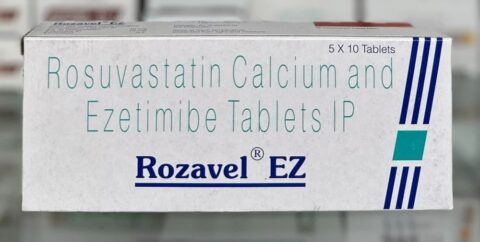 5 X 10 Tablets
Rosuvastatin Calcium and
Ezetimibe Tablets IP
Rozavel® EZ